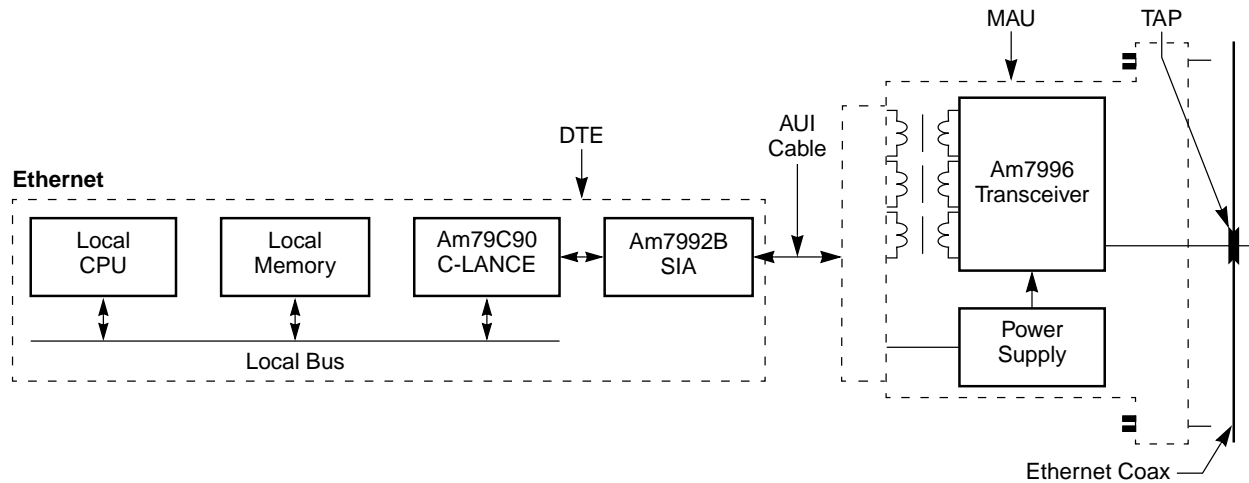 MAU
TAP
DTE
AUI
Cable
Ethernet
Local
CPU
Local
Memory
Am79C90
C-LANCE
Am7992B
SIA
Am7996
Transceiver
Power
Supply
Local Bus
Ethernet Coax